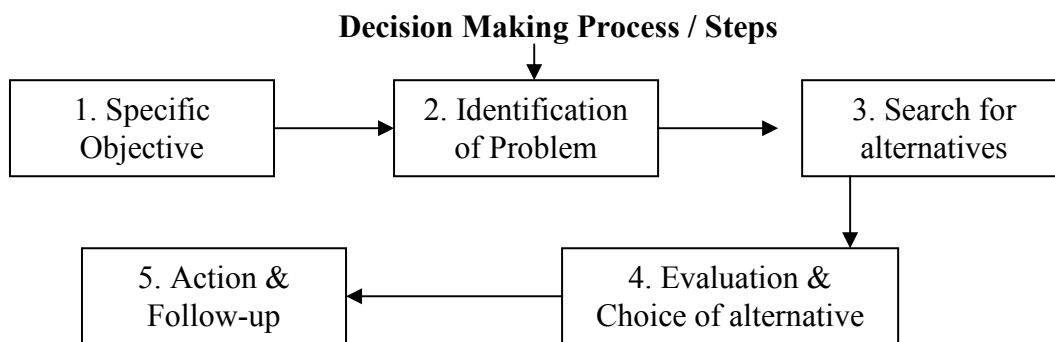 Decision Making Process / Steps
1. Specific
Objective
2. Identification
of Problem
3. Search for
alternatives
4. Evaluation &
Choice of alternative
5. Action &
Follow-up